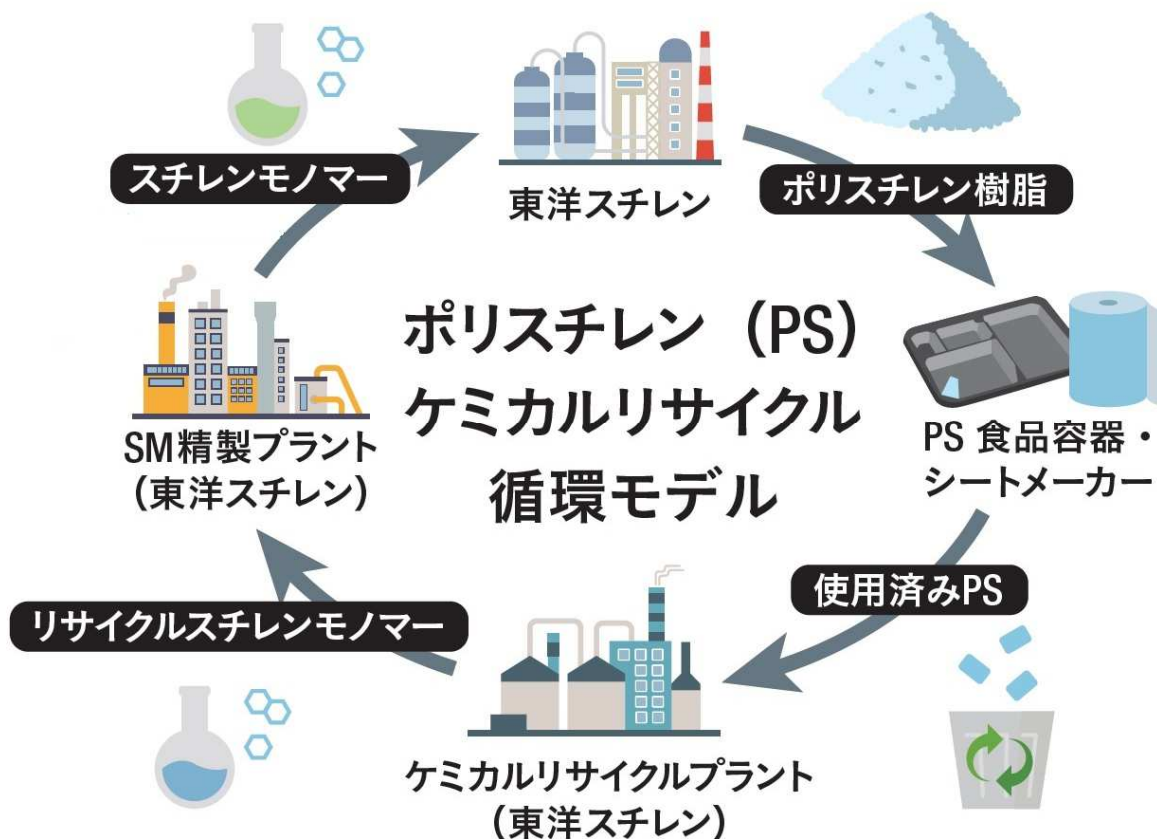 スチレンモノマー
東洋スチレン
ポリスチレン樹脂
ポリスチレン（PS）
ケミカルリサイクル
循環モデル
SM精製プラント
（東洋スチレン）
PS 食品容器・
シートメーカー
使用済みPS
リサイクルスチレンモノマー
ケミカルリサイクルプラント
（東洋スチレン）